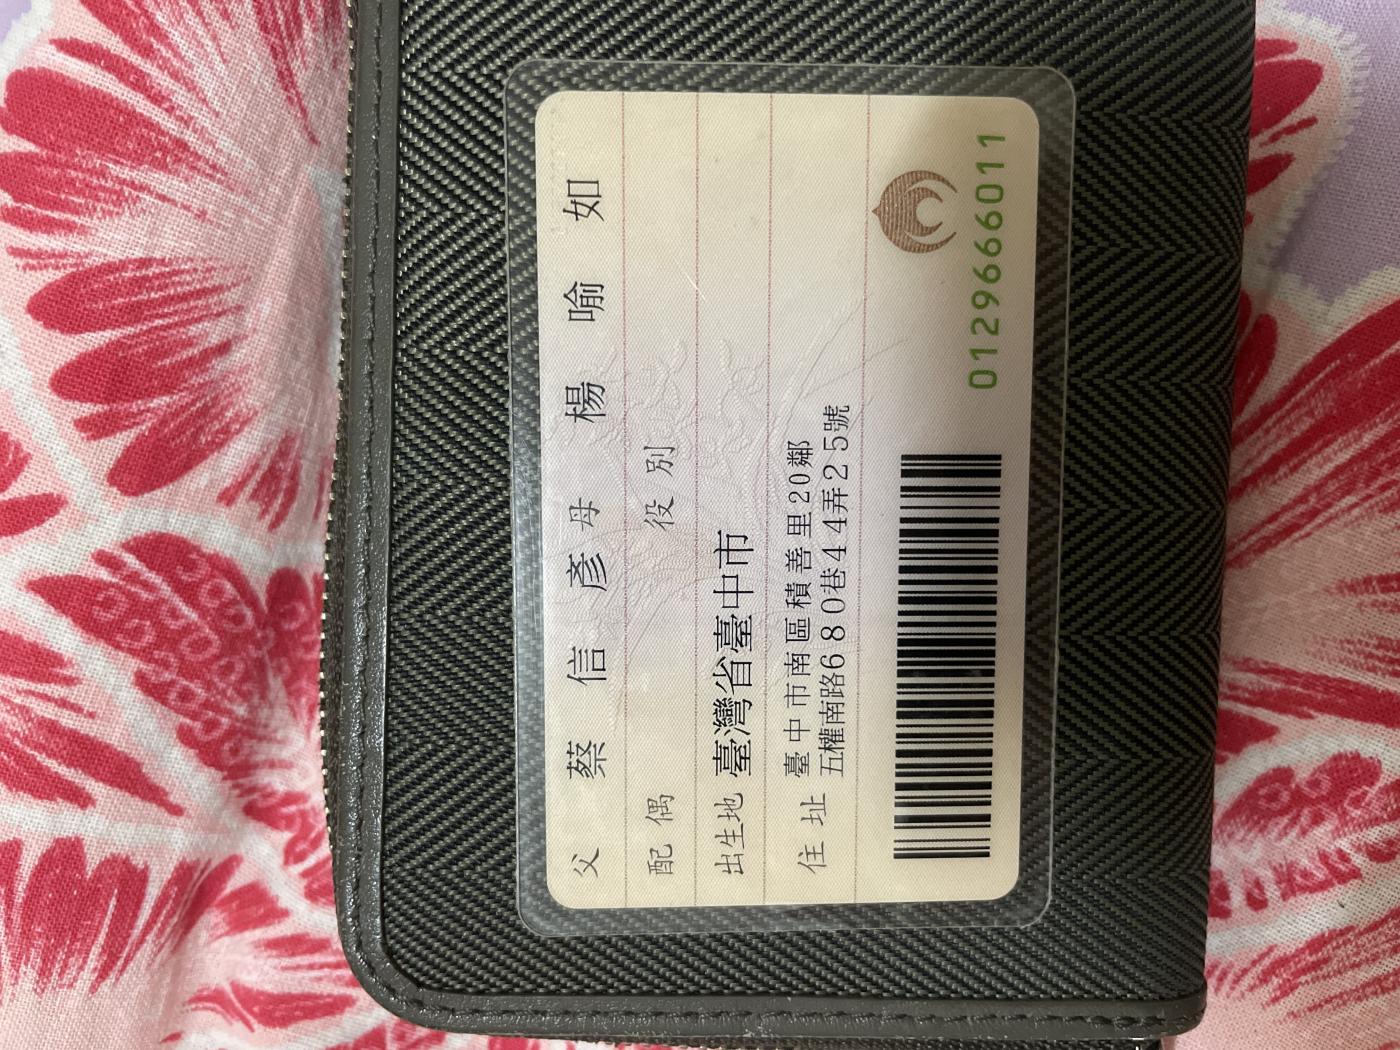 父 蔡信彥 母 楊喻如
配偶 役別
出生地 臺灣省臺中市
住址 臺中市南區積善里20鄰
五權南路680巷44弄25號
0129666011